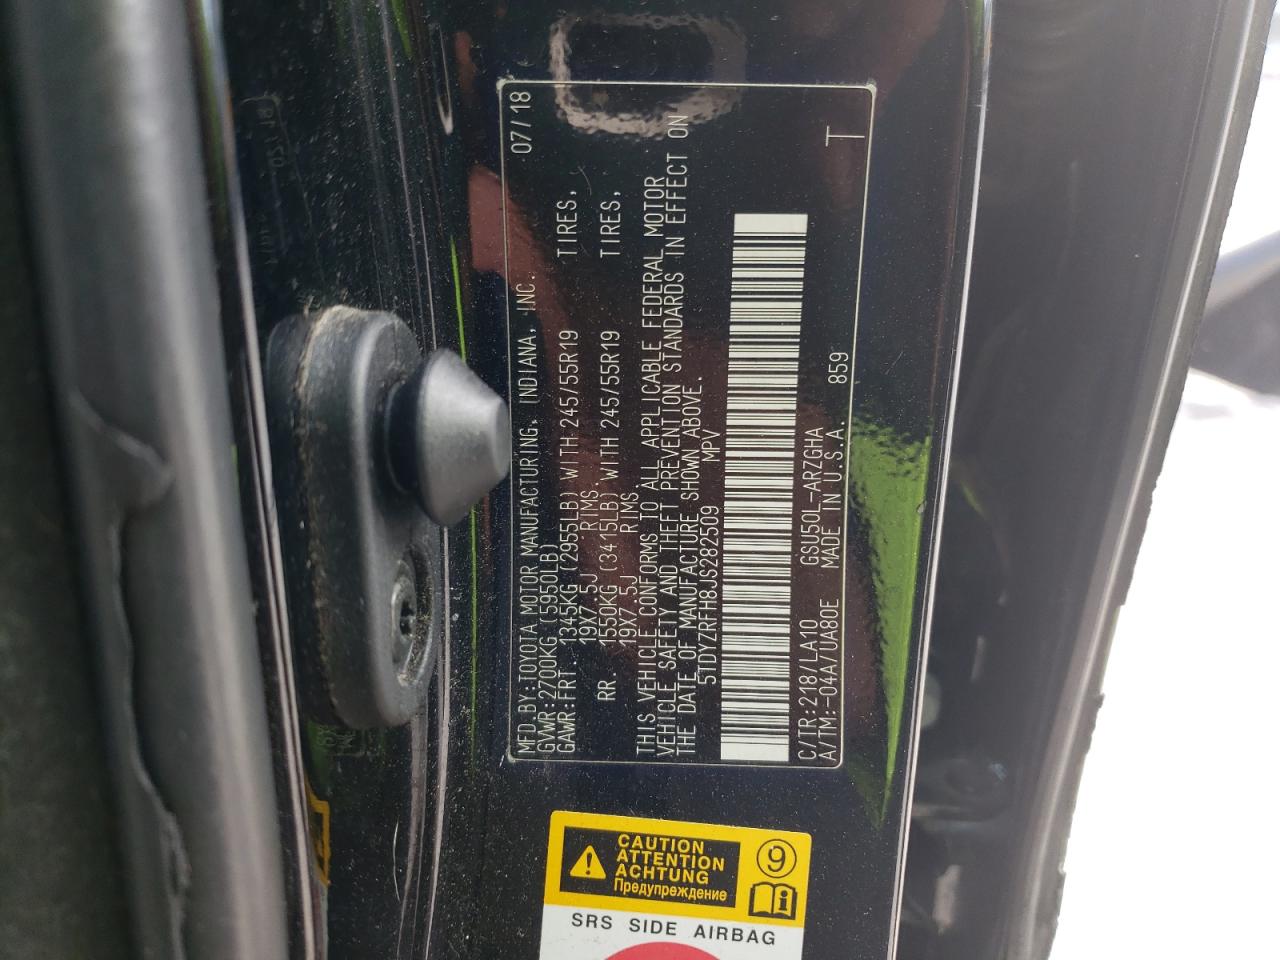 MFD.BY:TOYOTA MOTOR MANUFACTURING, INDIANA, INC. 07/18
GVWR:2700KG (5950LB)
GAWR:FRT. 1345KG (2955LB) WITH 245/55R19 TIRES,
19X7.5J RIMS,
RR. 1550KG (3415LB) WITH 245/55R19 TIRES,
19X7.5J RIMS,
THIS VEHICLE CONFORMS TO ALL APPLICABLE FEDERAL MOTOR
VEHICLE SAFETY AND THEFT PREVENTION STANDARDS IN EFFECT ON
THE DATE OF MANUFACTURE SHOWN ABOVE.
5TDYZRFH8JS282509 MPV
C/TR:218/LA10 GSU50L-ARZGHA T
A/TM:-04A/UA80E MADE IN U.S.A. 859
CAUTION
ATTENTION
ACHTUNG
Предупреждение
9
SRS SIDE AIRBAG